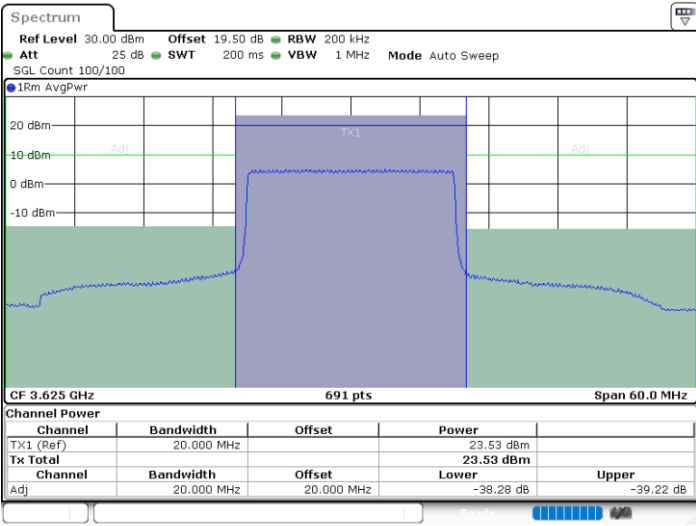 Spectrum
Ref Level 30.00 dBm Offset 19.50 dB RBW 200 kHz
Att 25 dB SWT 200 ms VBW 1 MHz Mode Auto Sweep
SGL Count 100/100
1Rm AvgPwr
TX1
20 dBm
Adj Adj
10 dBm
0 dBm
-10 dBm
CF 3.625 GHz 691 pts Span 60.0 MHz
Channel Power
Channel Bandwidth Offset Power
TX1 (Ref) 20.000 MHz 23.53 dBm
Tx Total 23.53 dBm
Channel Bandwidth Offset Lower Upper
Adj 20.000 MHz 20.000 MHz -38.28 dB -39.22 dB
Ready